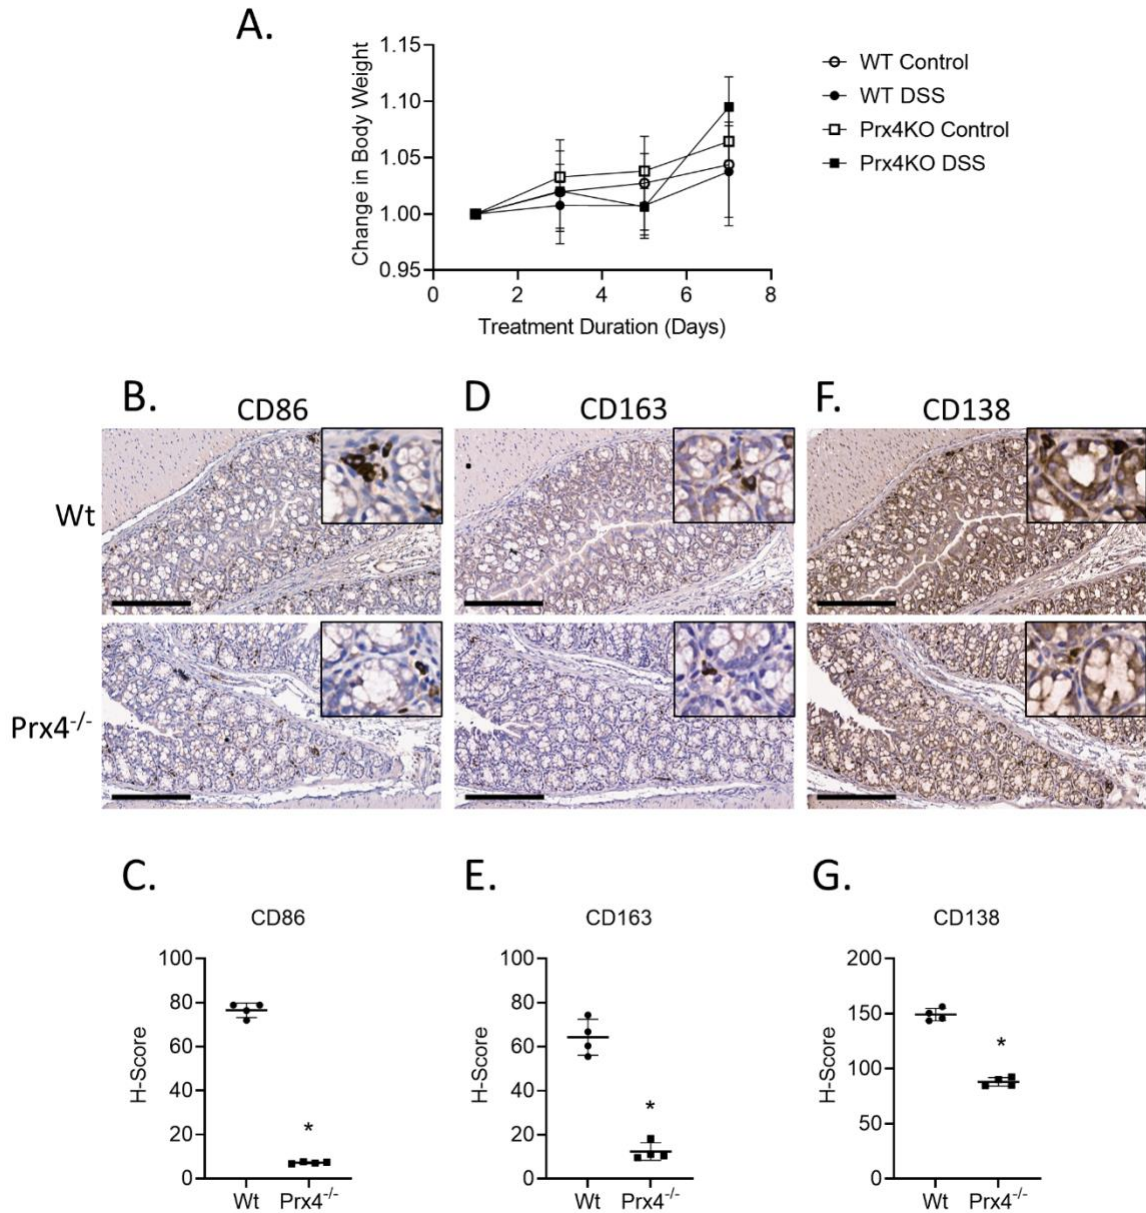 A.
1.15
1.10
1.05
1.00
0.95
Change in Body Weight
0 2 4 6 8
Treatment Duration (Days)
WT Control
WT DSS
Prx4KO Control
Prx4KO DSS
B. D F.
CD86 CD163 CD138
Wt
Prx4-/-
C. E. G.
CD86
100
80
60
40
20
0
H-Score
*
Wt Prx4-/-
CD163
100
80
60
40
20
0
H-Score
*
Wt Prx4-/-
CD138
200
150
100
50
0
H-Score
*
Wt Prx4-/-